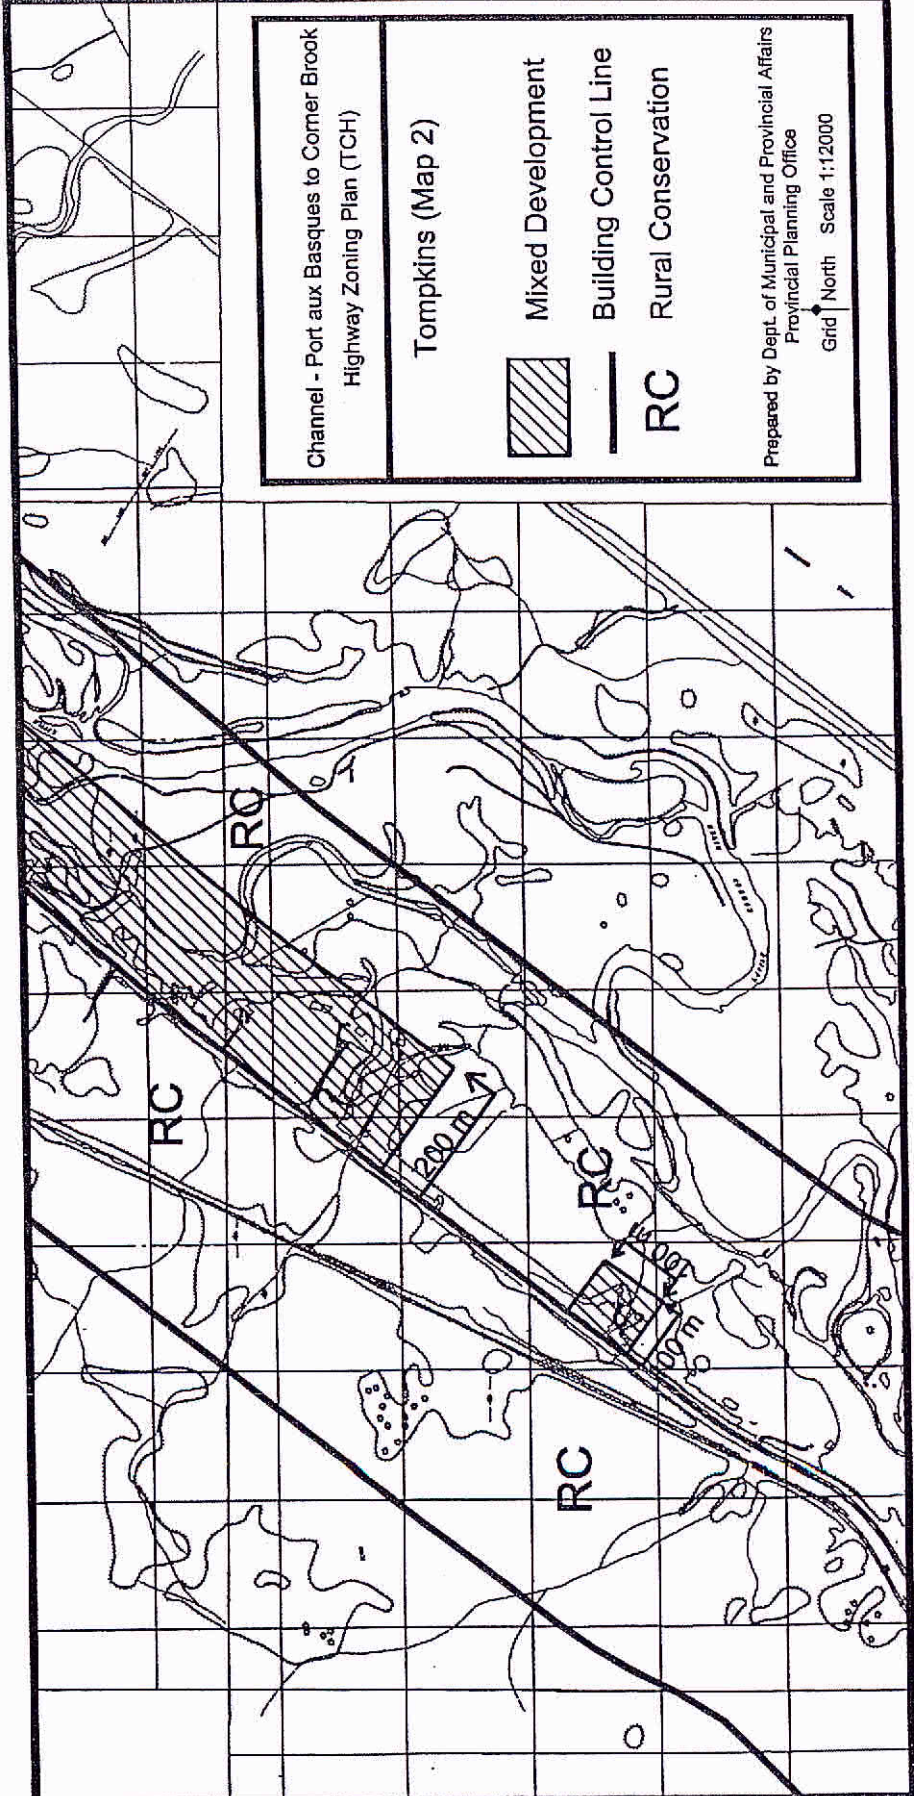 Channel - Port aux Basques to Corner Brook
Highway Zoning Plan (TCH)
Tompkins (Map 2)
Mixed Development
Building Control Line
RC Rural Conservation
Prepared by Dept. of Municipal and Provincial Affairs
Provincial Planning Office
Grid North Scale 1:12000
RC
RC
RC
RC
200 m